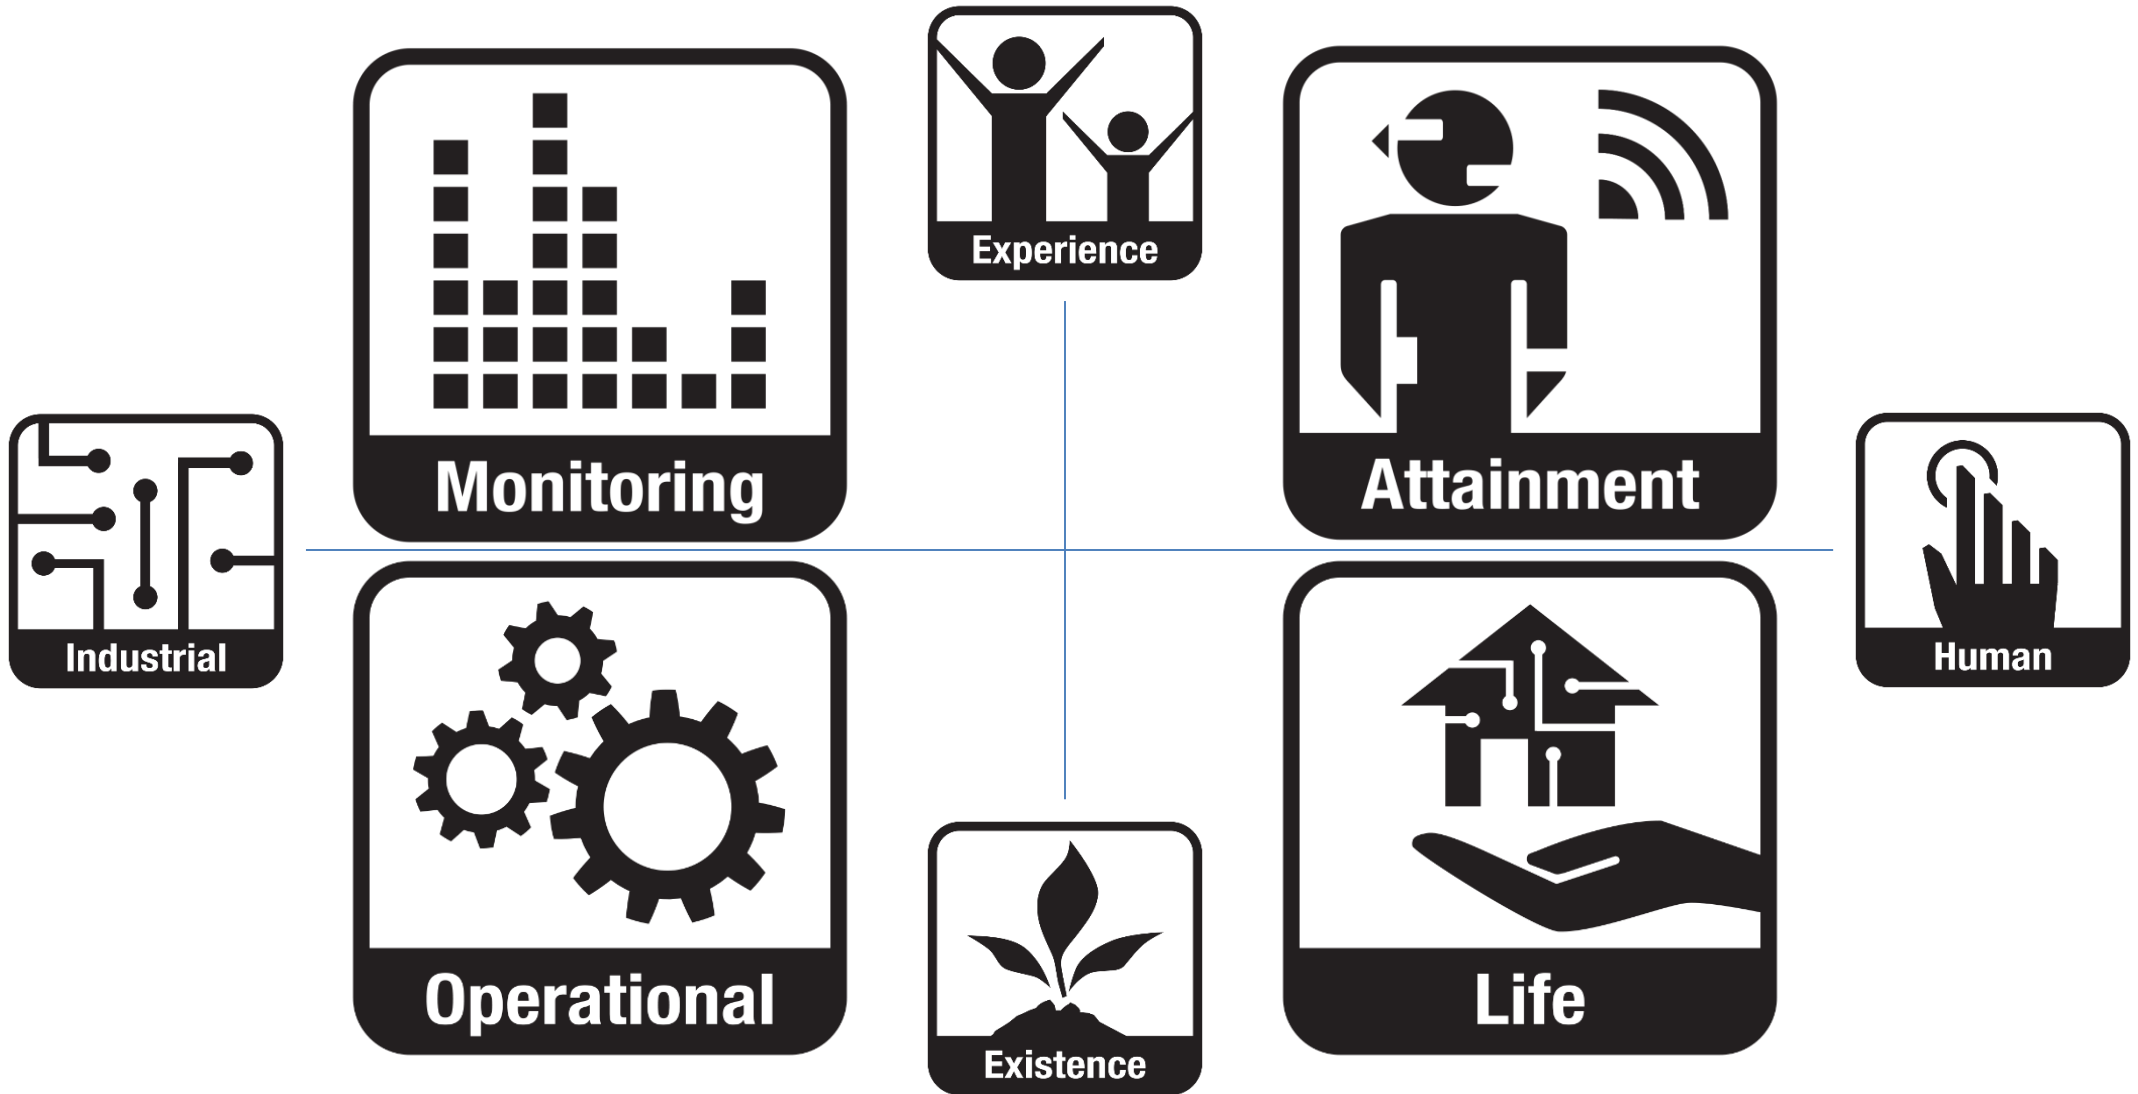 Experience
Monitoring
Attainment
Industrial
Human
Operational
Life
Existence